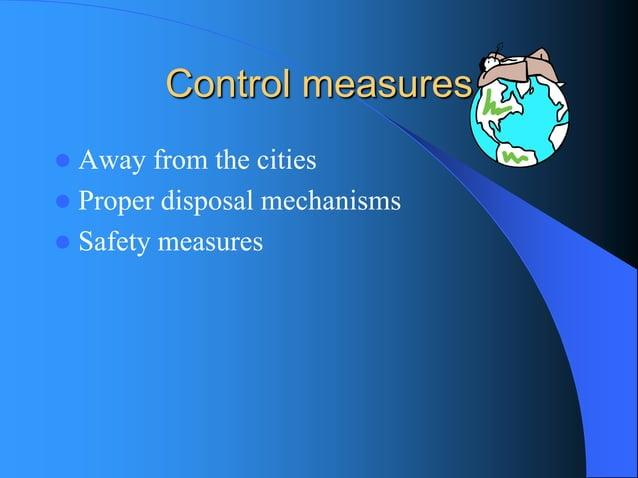 Control measures
Away from the cities
Proper disposal mechanisms
Safety measures